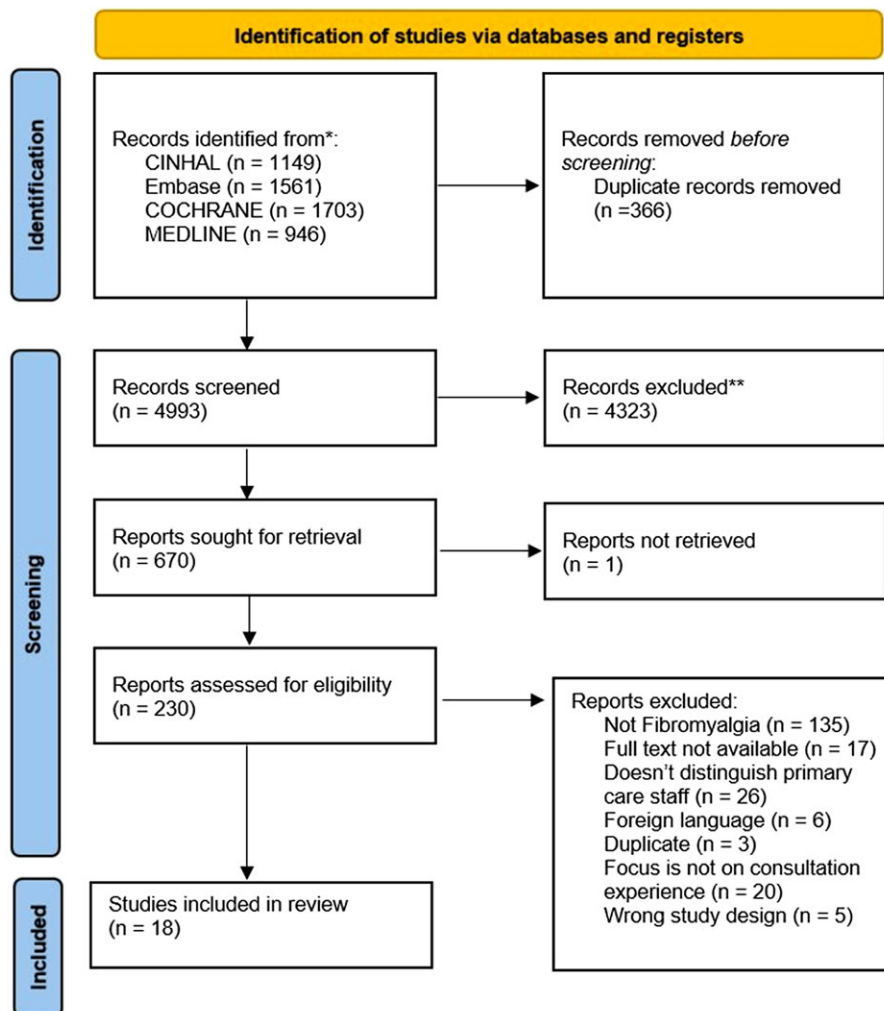 Identification of studies via databases and registers
Identification
Records identified from*:
CINHAL (n = 1149)
Embase (n = 1561)
COCHRANE (n = 1703)
MEDLINE (n = 946)
Records removed before
screening:
Duplicate records removed
(n =366)
Screening
Records screened
(n = 4993)
Records excluded**
(n = 4323)
Reports sought for retrieval
(n = 670)
Reports not retrieved
(n = 1)
Reports assessed for eligibility
(n = 230)
Reports excluded:
Not Fibromyalgia (n = 135)
Full text not available (n = 17)
Doesn’t distinguish primary
care staff (n = 26)
Foreign language (n = 6)
Duplicate (n = 3)
Focus is not on consultation
experience (n = 20)
Wrong study design (n = 5)
Included
Studies included in review
(n = 18)